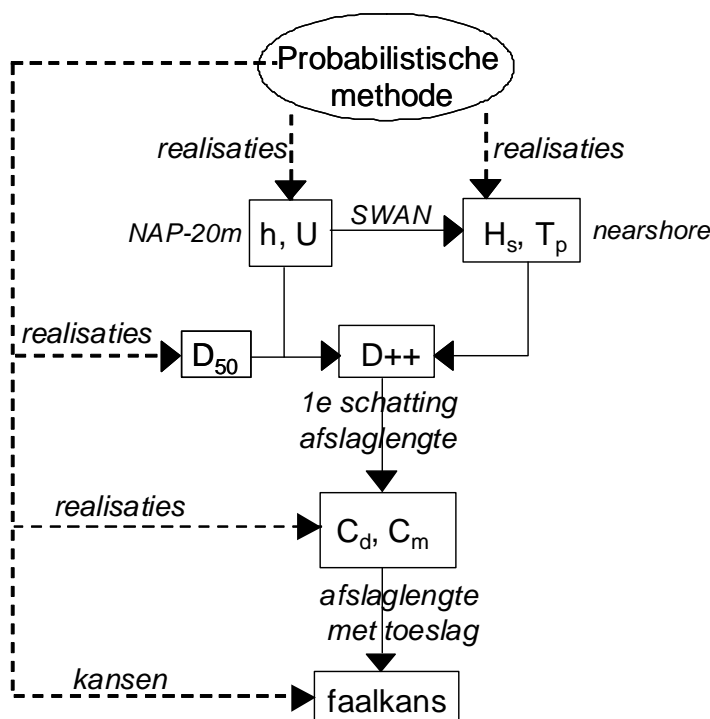 Probabilistische
methode
realisaties
realisaties
NAP-20m
h, U
SWAN
Hs, Tp
nearshore
realisaties
D50
D++
1e schatting
afslaglengte
realisaties
Cd, Cm
afslaglengte
met toeslag
kansen
faalkans